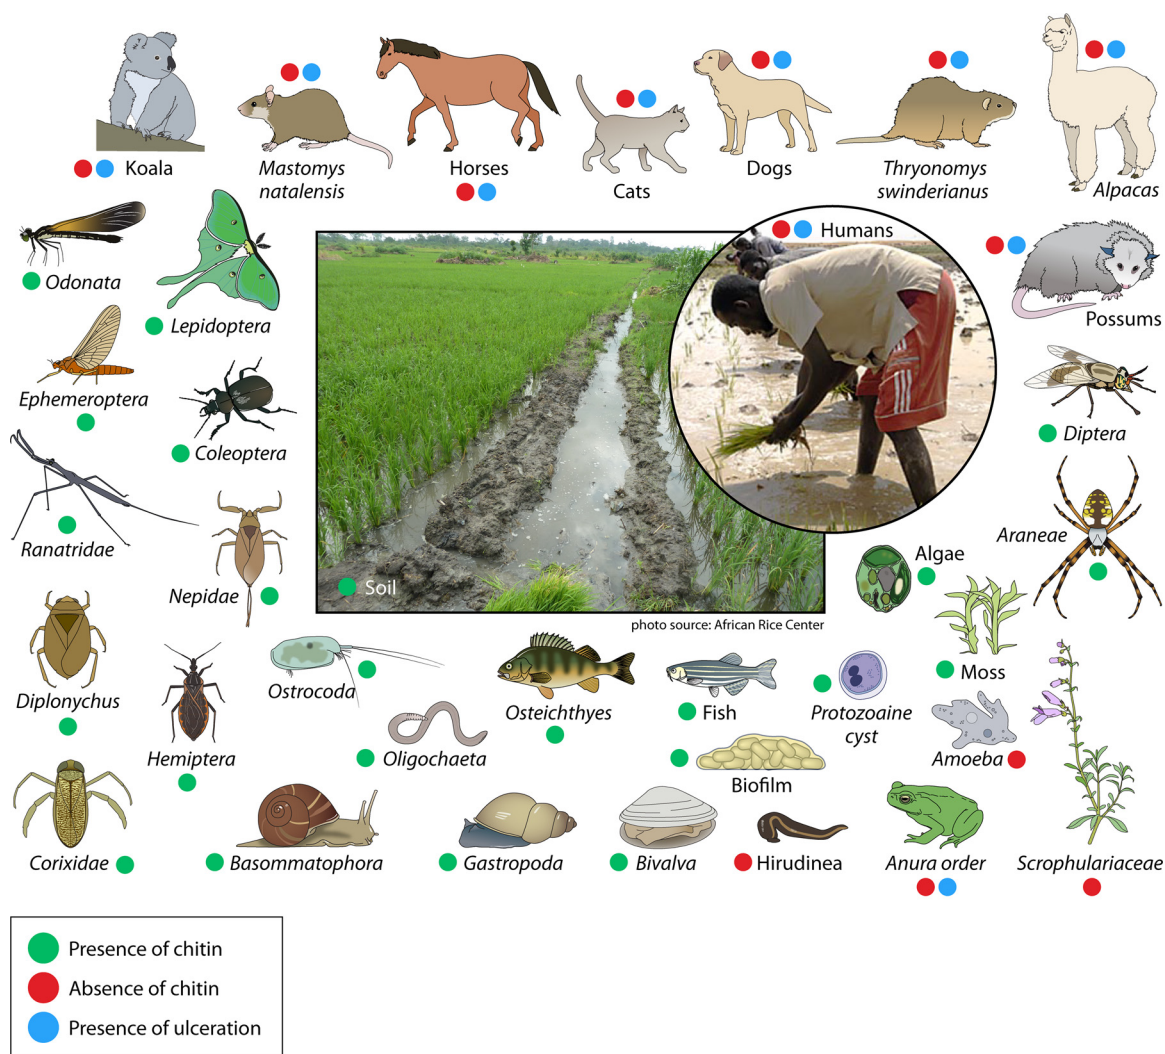 Koala
Mastomys
natalensis
Horses
Cats
Dogs
Thryonomys
swinderianus
Alpacas
Odonata
Lepidoptera
Humans
Possums
Ephemeroptera
Coleoptera
Diptera
Ranatridae
Nepidae
Soil
Algae
Araneae
photo source: African Rice Center
Diplonychus
Hemiptera
Ostrocoda
Oligochaeta
Osteichthyes
Fish
Protozoaine
cyst
Moss
Amoeba
Biofilm
Corixidae
Basommatophora
Gastropoda
Bivalva
Hirudinea
Anura order
Scrophulariaceae
Presence of chitin
Absence of chitin
Presence of ulceration